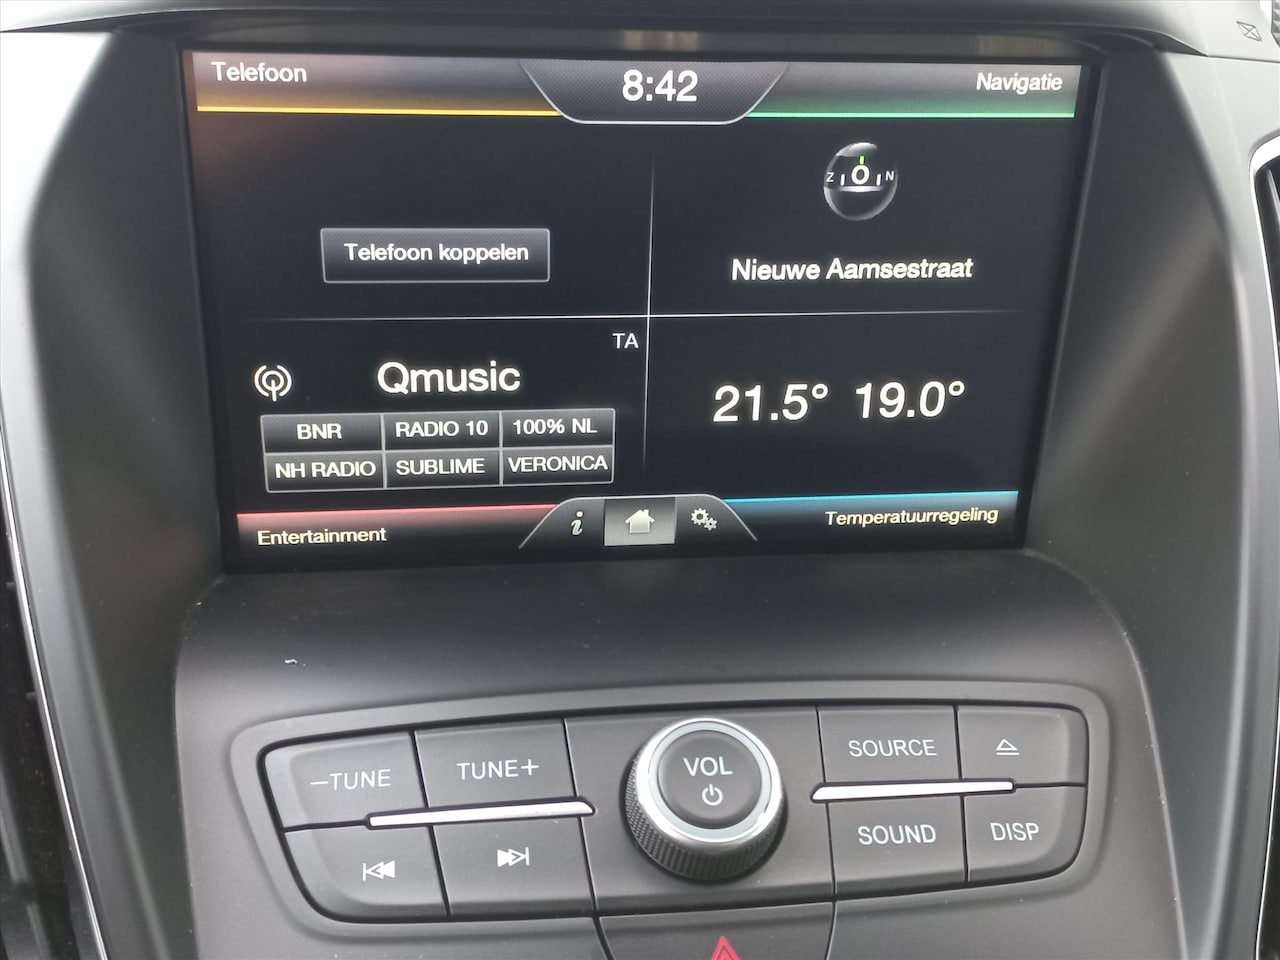 Telefoon
8:42
Navigatie
Z O N
Telefoon koppelen
Nieuwe Aamsestraat
TA
Qmusic
21.5° 19.0°
BNR RADIO 10 100% NL
NH RADIO SUBLIME VERONICA
Entertainment
i
Temperatuurregeling
–TUNE TUNE+
VOL
SOURCE
SOUND DISP